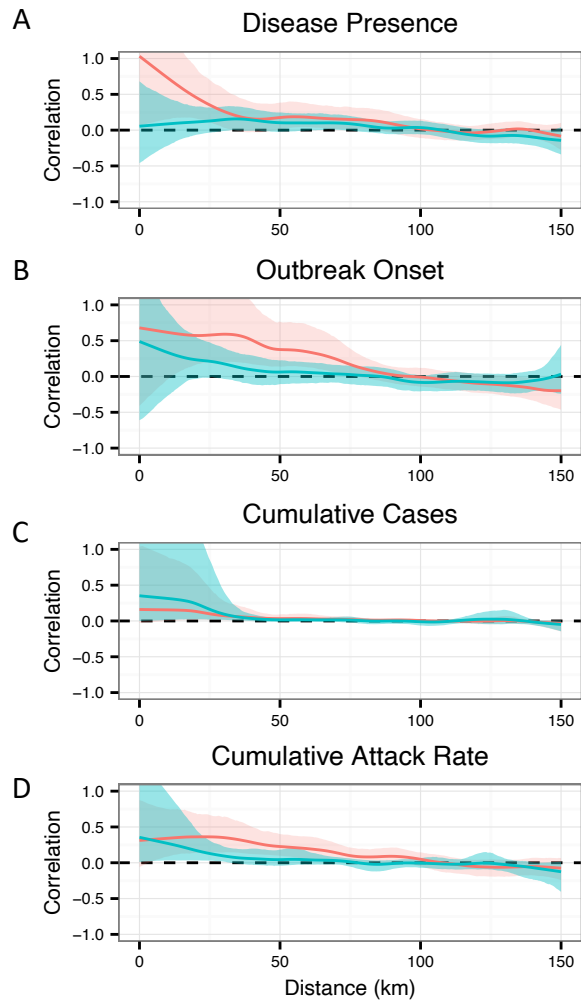 A
Disease Presence
Correlation
1.0
0.5
0.0
−0.5
−1.0
0
50
100
150
B
Outbreak Onset
Correlation
1.0
0.5
0.0
−0.5
−1.0
0
50
100
150
C
Cumulative Cases
Correlation
1.0
0.5
0.0
−0.5
−1.0
0
50
100
150
D
Cumulative Attack Rate
Correlation
1.0
0.5
0.0
−0.5
−1.0
0
50
100
150
Distance (km)